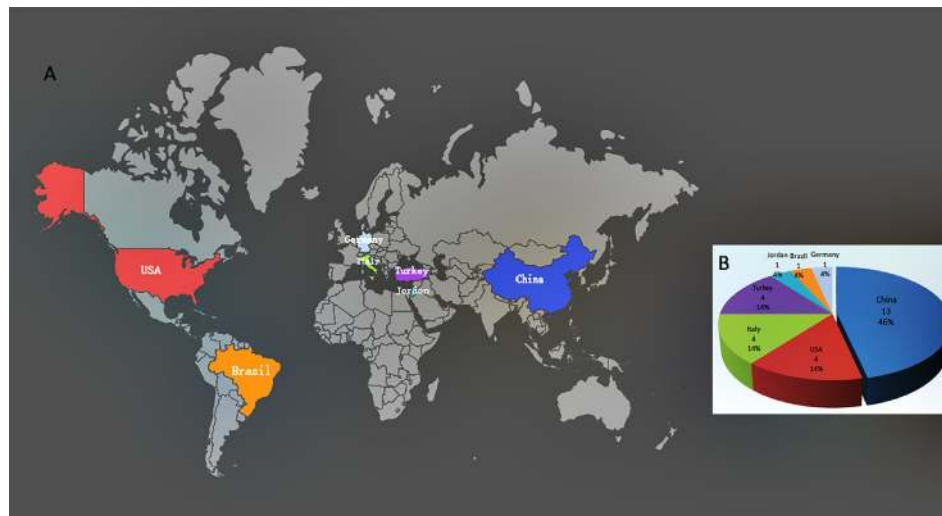 A
USA
Brasil
Germany
Italy
Turkey
Jordon
China
B
Jordan
1
4%
Brazil
1
4%
Germany
1
4%
Turkey
4
14%
China
13
46%
Italy
4
14%
USA
4
14%